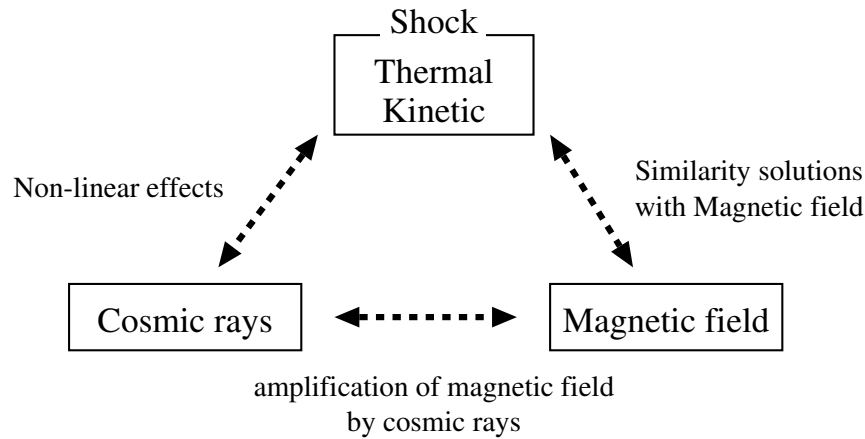 Shock
Thermal
Kinetic
Non-linear effects
Similarity solutions
with Magnetic field
Cosmic rays
Magnetic field
amplification of magnetic field
by cosmic rays